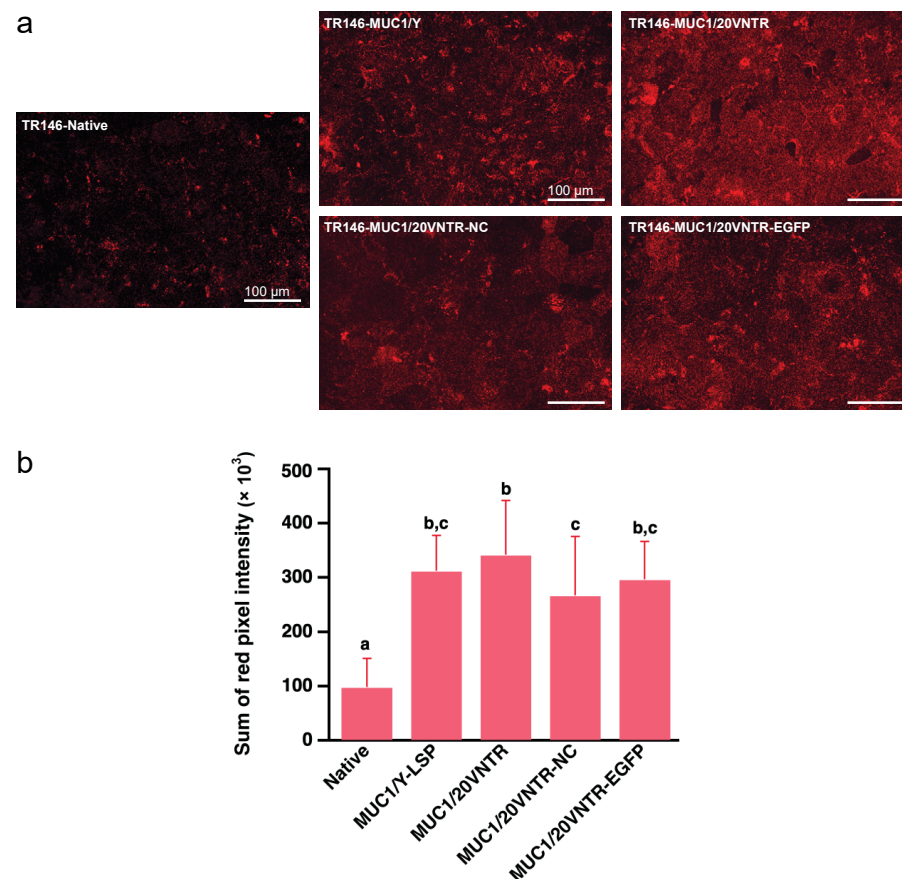 a
TR146-Native
100 µm
TR146-MUC1/Y
100 µm
TR146-MUC1/20VNTR
TR146-MUC1/20VNTR-NC
TR146-MUC1/20VNTR-EGFP
b
Sum of red pixel intensity (× 10³)
500
400
300
200
100
0
a
b,c
b
c
b,c
Native
MUC1/Y-LSP
MUC1/20VNTR
MUC1/20VNTR-NC
MUC1/20VNTR-EGFP